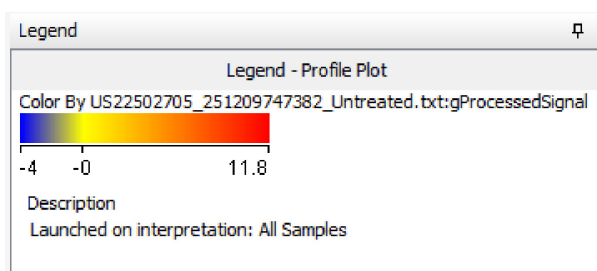 Legend
Legend - Profile Plot
Color By US22502705_251209747382_Untreated.txt:gProcessedSignal
-4 -0 11.8
Description
Launched on interpretation: All Samples